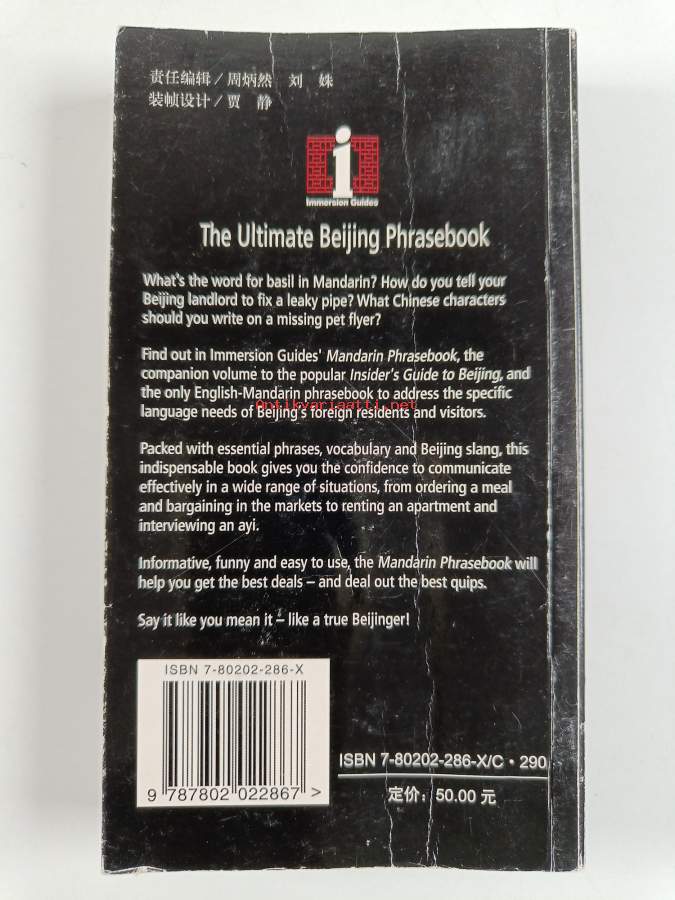 责任编辑／周炳然 刘 姝
装帧设计／贾 静
i
Immersion Guides
The Ultimate Beijing Phrasebook
What's the word for basil in Mandarin? How do you tell your
Beijing landlord to fix a leaky pipe? What Chinese characters
should you write on a missing pet flyer?
Find out in Immersion Guides' Mandarin Phrasebook, the
companion volume to the popular Insider's Guide to Beijing, and
the only English-Mandarin phrasebook to address the specific
Antikvariaatti.net
language needs of Beijing's foreign residents and visitors.
Packed with essential phrases, vocabulary and Beijing slang, this
indispensable book gives you the confidence to communicate
effectively in a wide range of situations, from ordering a meal
and bargaining in the markets to renting an apartment and
interviewing an ayi.
Informative, funny and easy to use, the Mandarin Phrasebook will
help you get the best deals – and deal out the best quips.
Say it like you mean it – like a true Beijinger!
ISBN 7-80202-286-X
9 787802 022867 >
ISBN 7-80202-286-X/C·290
定价：50.00 元